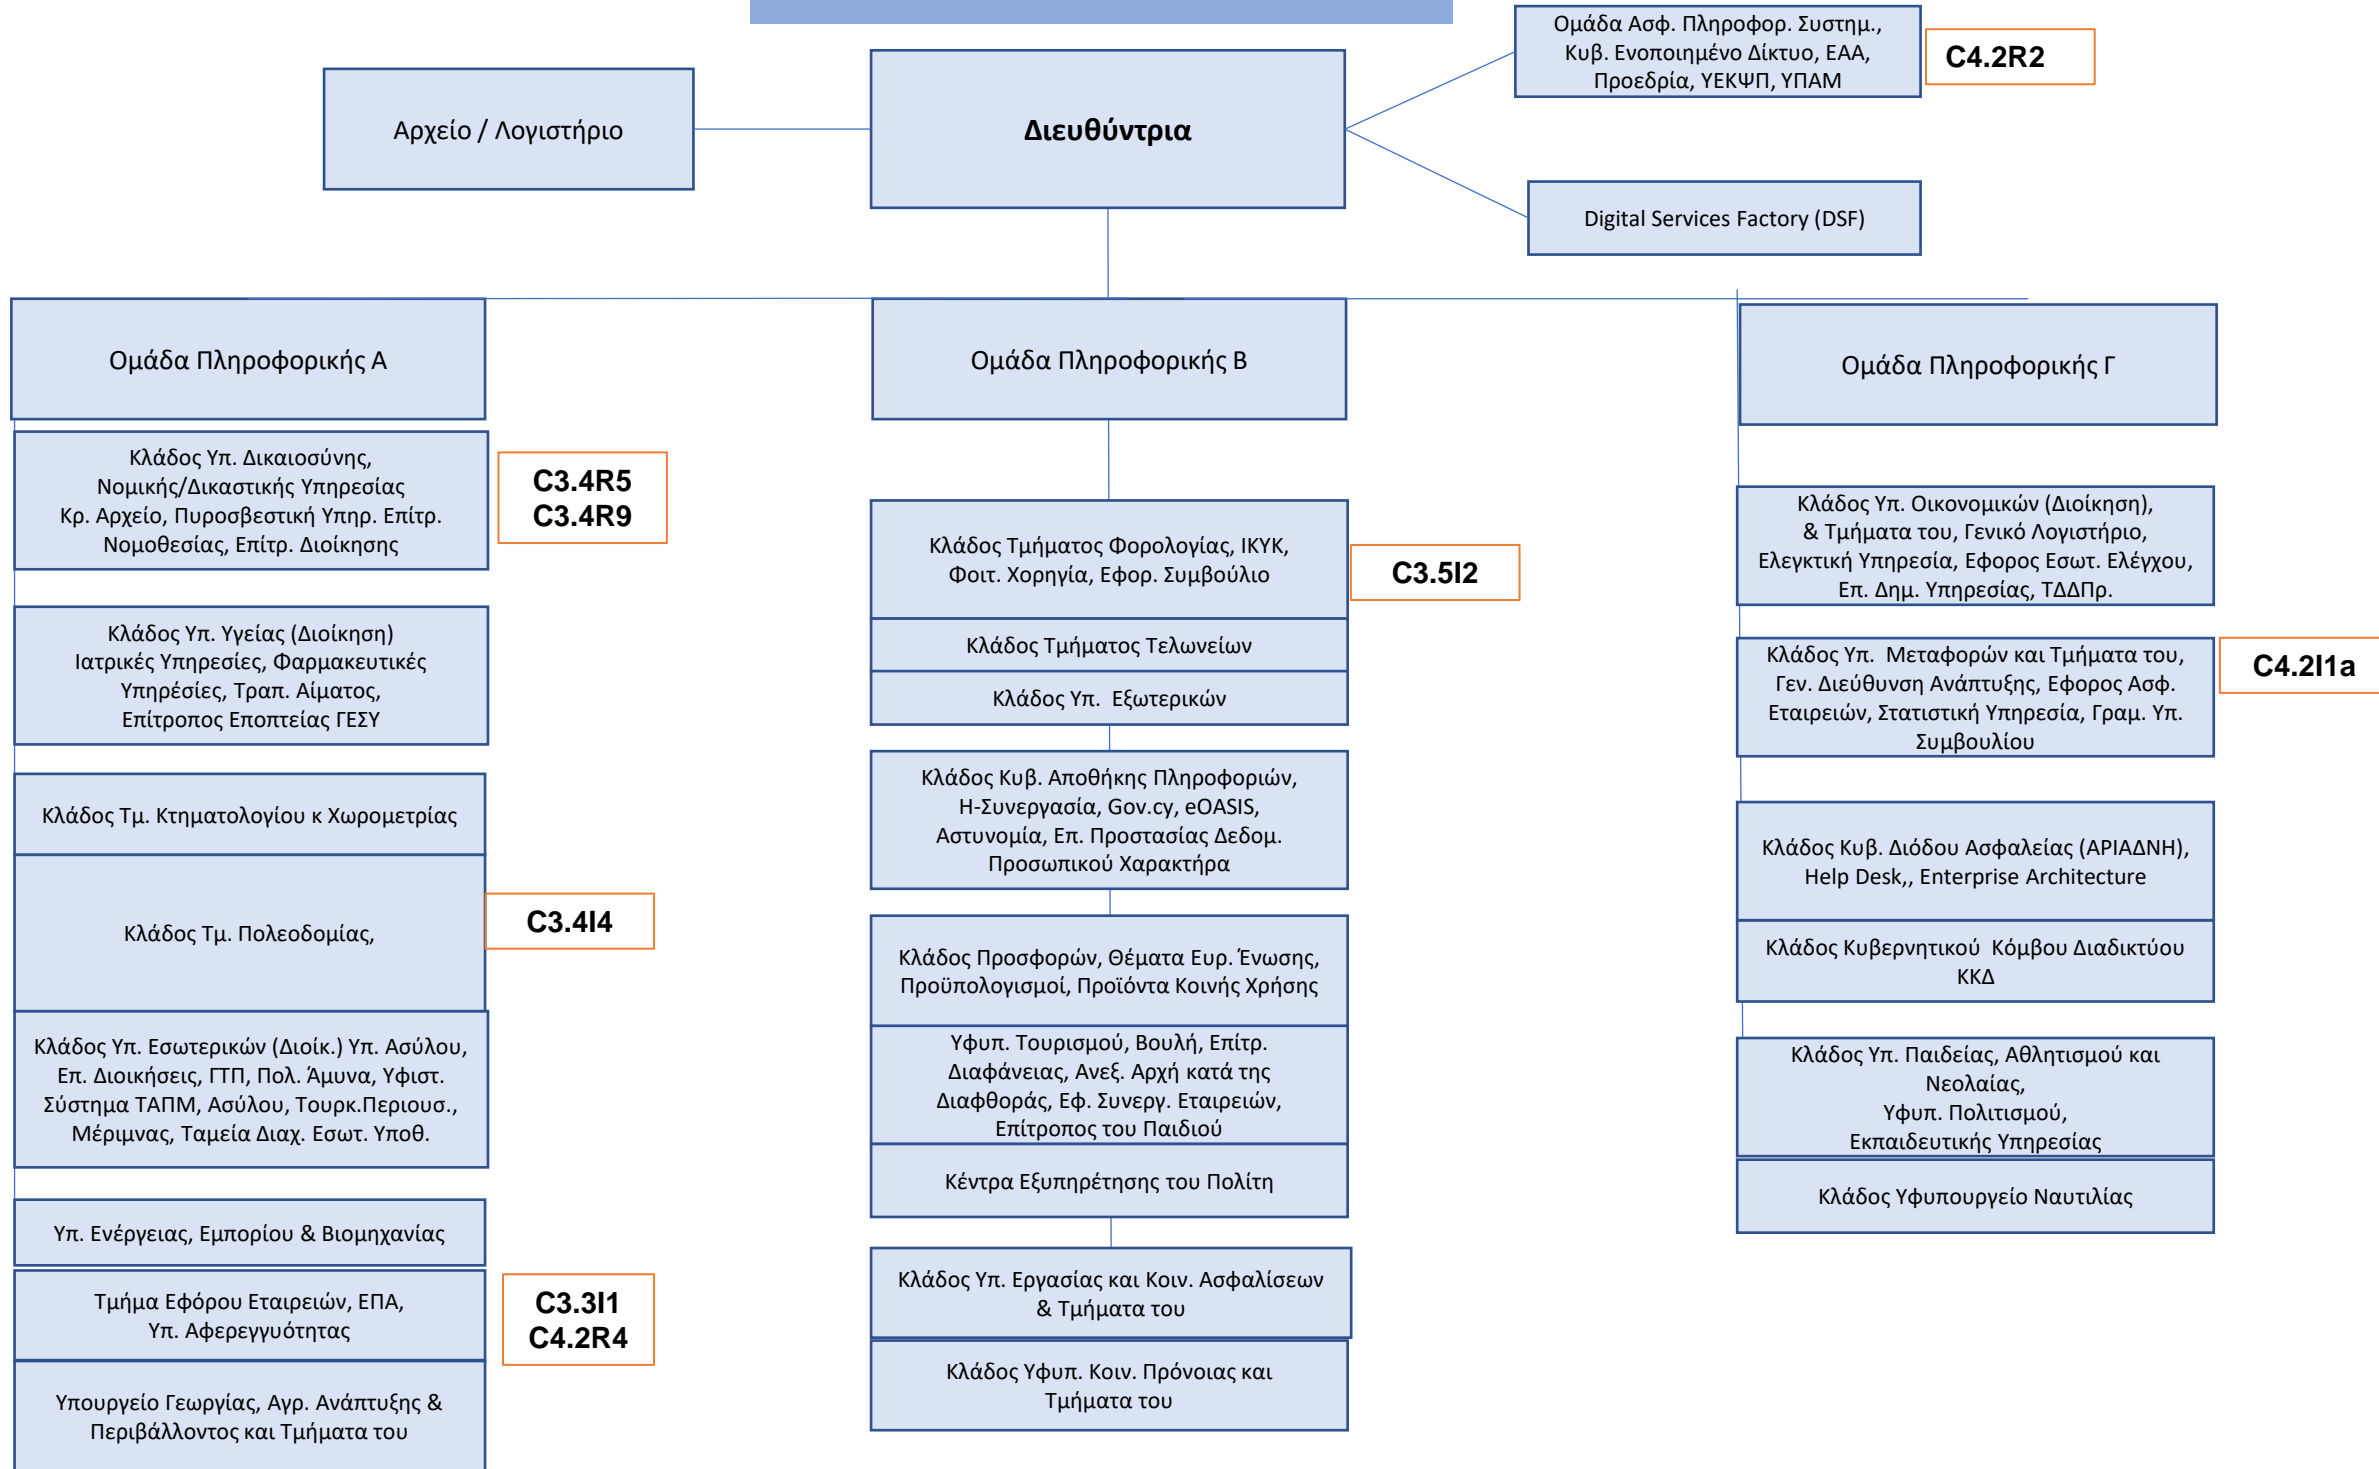 Ομάδα Ασφ. Πληροφορ. Συστημ.,
Κυβ. Ενοποιημένο Δίκτυο, ΕΑΑ,
Προεδρία, ΥΕΚΨΠ, ΥΠΑΜ
C4.2R2
Αρχείο / Λογιστήριο
Διευθύντρια
Digital Services Factory (DSF)
Ομάδα Πληροφορικής Α
Κλάδος Υπ. Δικαιοσύνης,
Νομικής/Δικαστικής Υπηρεσίας
Κρ. Αρχείο, Πυροσβεστική Υπηρ. Επίτρ.
Νομοθεσίας, Επίτρ. Διοίκησης
C3.4R5
C3.4R9
Κλάδος Υπ. Υγείας (Διοίκηση)
Ιατρικές Υπηρεσίες, Φαρμακευτικές
Υπηρέσίες, Τραπ. Αίματος,
Επίτροπος Εποπτείας ΓΕΣΥ
Κλάδος Τμ. Κτηματολογίου κ Χωρομετρίας
Κλάδος Τμ. Πολεοδομίας,
C3.4I4
Κλάδος Υπ. Εσωτερικών (Διοίκ.) Υπ. Ασύλου,
Επ. Διοικήσεις, ΓΤΠ, Πολ. Άμυνα, Υφιστ.
Σύστημα ΤΑΠΜ, Ασύλου, Τουρκ.Περιουσ.,
Μέριμνας, Ταμεία Διαχ. Εσωτ. Υποθ.
Υπ. Ενέργειας, Εμπορίου & Βιομηχανίας
Τμήμα Εφόρου Εταιρειών, ΕΠΑ,
Υπ. Αφερεγγυότητας
C3.3I1
C4.2R4
Υπουργείο Γεωργίας, Αγρ. Ανάπτυξης &
Περιβάλλοντος και Τμήματα του
Ομάδα Πληροφορικής Β
Κλάδος Τμήματος Φορολογίας, ΙΚΥΚ,
Φοιτ. Χορηγία, Εφορ. Συμβούλιο
C3.5I2
Κλάδος Τμήματος Τελωνείων
Κλάδος Υπ. Εξωτερικών
Κλάδος Κυβ. Αποθήκης Πληροφοριών,
Η-Συνεργασία, Gov.cy, eOASIS,
Αστυνομία, Επ. Προστασίας Δεδομ.
Προσωπικού Χαρακτήρα
Κλάδος Προσφορών, Θέματα Ευρ. Ένωσης,
Προϋπολογισμοί, Προϊόντα Κοινής Χρήσης
Υφυπ. Τουρισμού, Βουλή, Επίτρ.
Διαφάνειας, Ανεξ. Αρχή κατά της
Διαφθοράς, Εφ. Συνεργ. Εταιρειών,
Επίτροπος του Παιδιού
Κέντρα Εξυπηρέτησης του Πολίτη
Κλάδος Υπ. Εργασίας και Κοιν. Ασφαλίσεων
& Τμήματα του
Κλάδος Υφυπ. Κοιν. Πρόνοιας και
Τμήματα του
Ομάδα Πληροφορικής Γ
Κλάδος Υπ. Οικονομικών (Διοίκηση),
& Τμήματα του, Γενικό Λογιστήριο,
Ελεγκτική Υπηρεσία, Εφορος Εσωτ. Ελέγχου,
Επ. Δημ. Υπηρεσίας, ΤΔΔΠρ.
Κλάδος Υπ. Μεταφορών και Τμήματα του,
Γεν. Διεύθυνση Ανάπτυξης, Εφορος Ασφ.
Εταιρειών, Στατιστική Υπηρεσία, Γραμ. Υπ.
Συμβουλίου
C4.2I1a
Κλάδος Κυβ. Διόδου Ασφαλείας (ΑΡΙΑΔΝΗ),
Help Desk,, Enterprise Architecture
Κλάδος Κυβερνητικού Κόμβου Διαδικτύου
ΚΚΔ
Κλάδος Υπ. Παιδείας, Αθλητισμού και
Νεολαίας,
Υφυπ. Πολιτισμού,
Εκπαιδευτικής Υπηρεσίας
Κλάδος Υφυπουργείο Ναυτιλίας